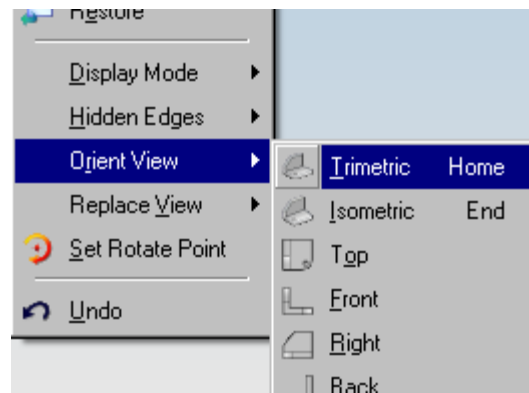 Restore
Display Mode
Hidden Edges
Orient View
Replace View
Set Rotate Point
Undo
Trimetric Home
Isometric End
Top
Front
Right
Back